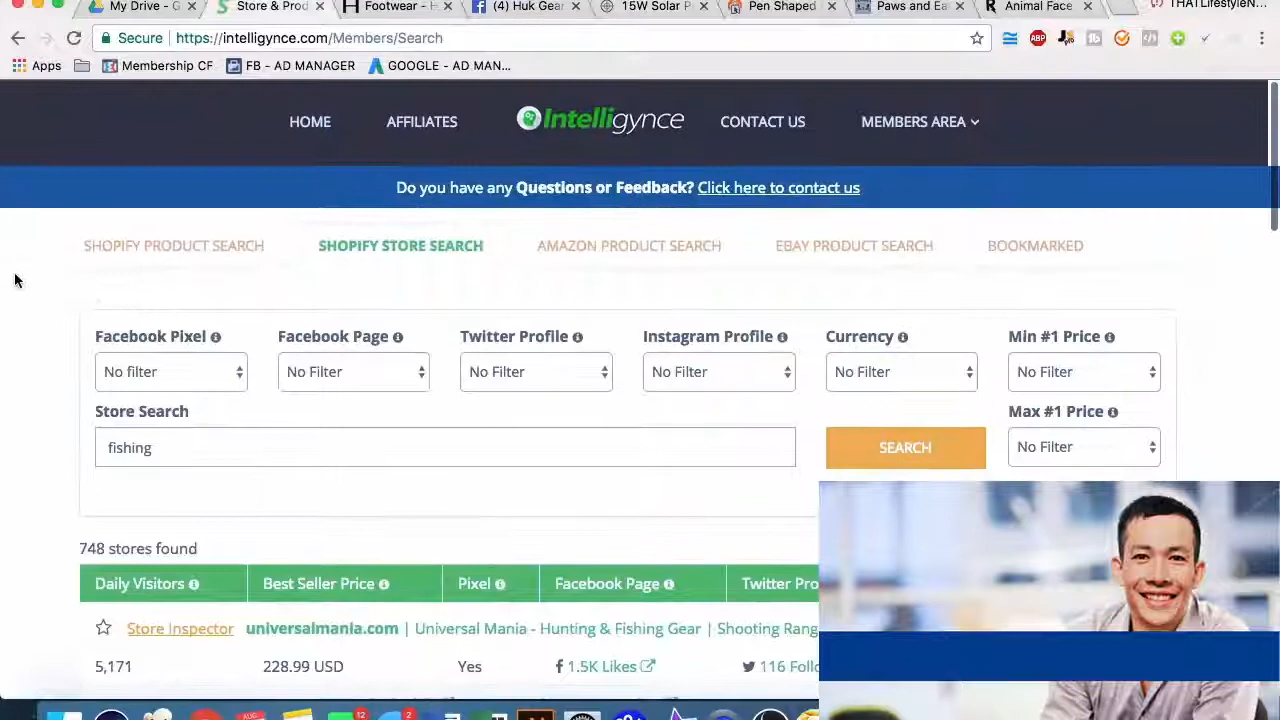 My Drive - G
Store & Prod
Footwear - H
(4) Huk Gear
15W Solar P
Pen Shaped
Paws and Ea
Animal Face
THATLifestyleN...
Secure
https://intelligynce.com/Members/Search
Apps
Membership CF
FB - AD MANAGER
GOOGLE - AD MAN...
HOME
AFFILIATES
Intelligynce
CONTACT US
MEMBERS AREA
Do you have any Questions or Feedback? Click here to contact us
SHOPIFY PRODUCT SEARCH
SHOPIFY STORE SEARCH
AMAZON PRODUCT SEARCH
EBAY PRODUCT SEARCH
BOOKMARKED
Facebook Pixel
Facebook Page
Twitter Profile
Instagram Profile
Currency
Min #1 Price
No filter
No Filter
No Filter
No Filter
No Filter
No Filter
Store Search
Max #1 Price
fishing
SEARCH
No Filter
748 stores found
Daily Visitors
Best Seller Price
Pixel
Facebook Page
Twitter Pro
Store Inspector
universalmania.com | Universal Mania - Hunting & Fishing Gear | Shooting Rang
5,171
228.99 USD
Yes
1.5K Likes
116 Follo